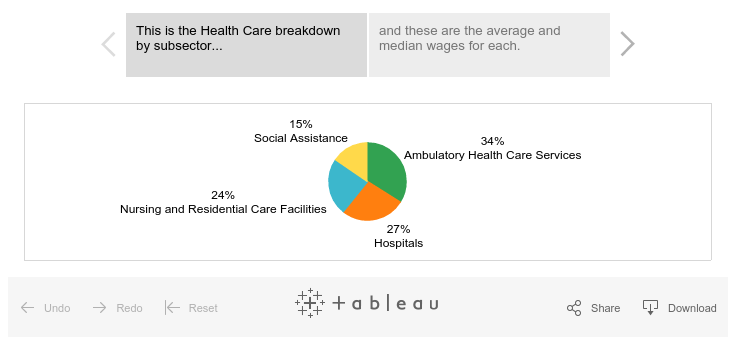 This is the Health Care breakdown
by subsector...
and these are the average and
median wages for each.
15%
Social Assistance
34%
Ambulatory Health Care Services
24%
Nursing and Residential Care Facilities
27%
Hospitals
Undo
Redo
Reset
+ableau
Share
Download